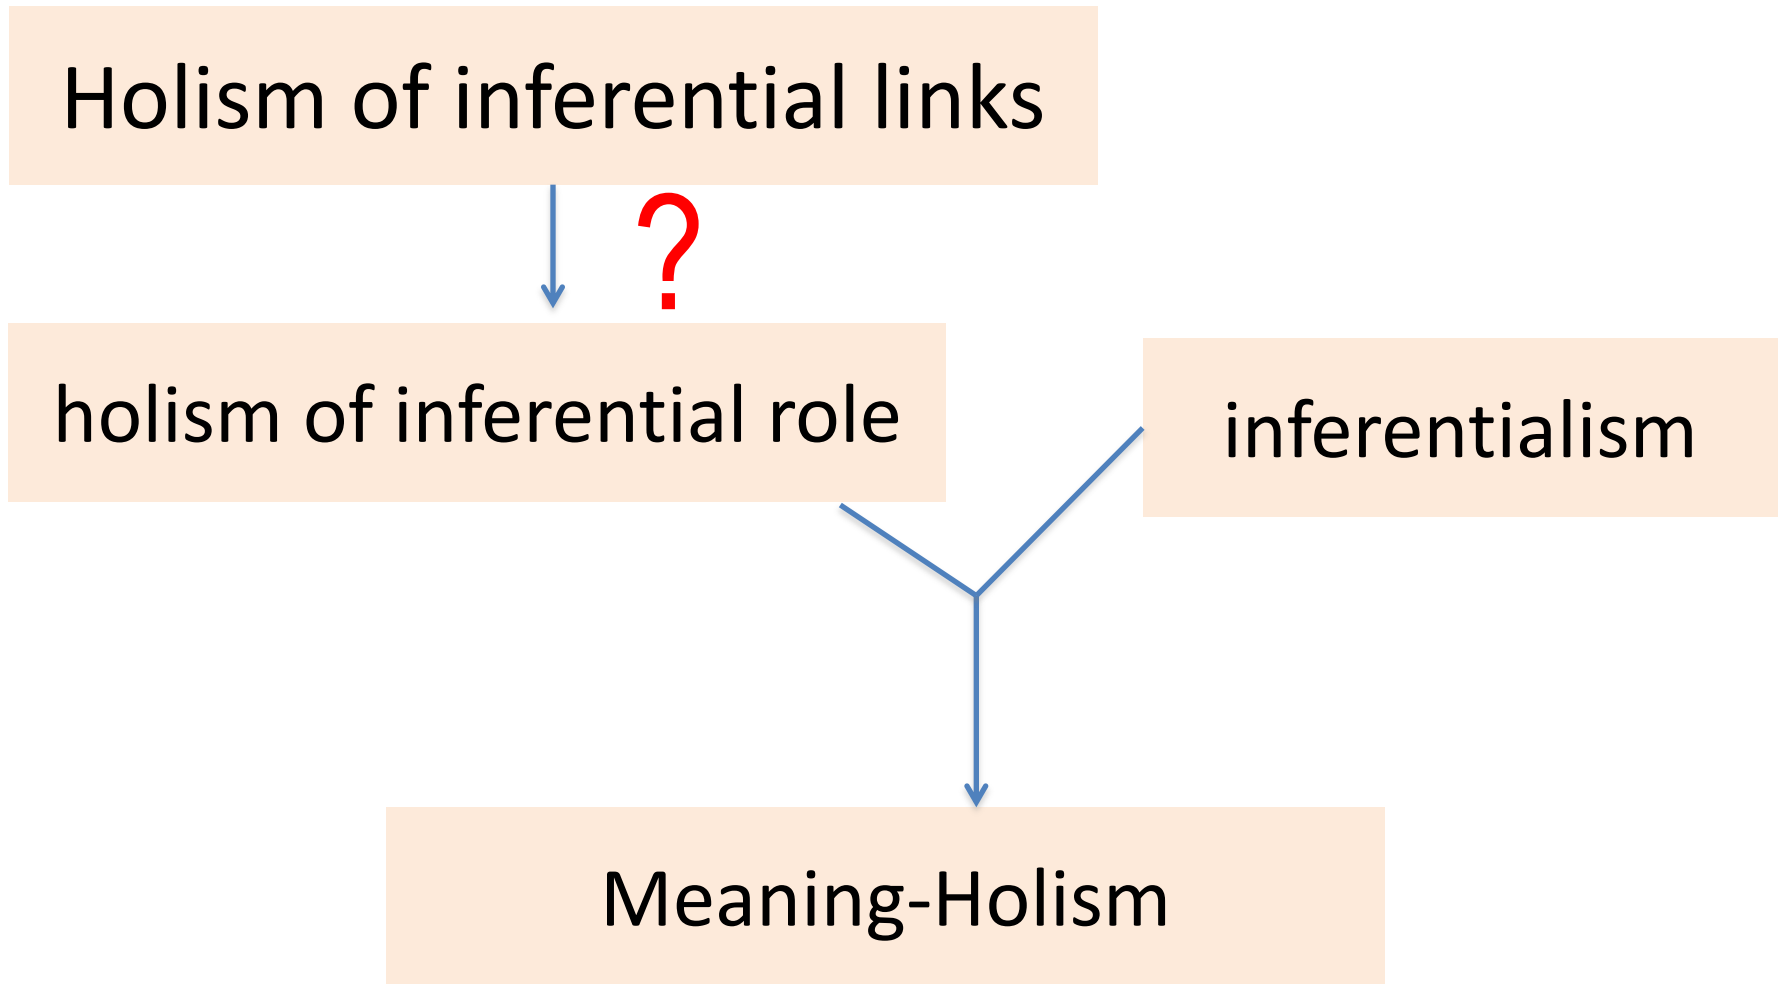 Holism of inferential links
?
holism of inferential role
inferentialism
Meaning-Holism